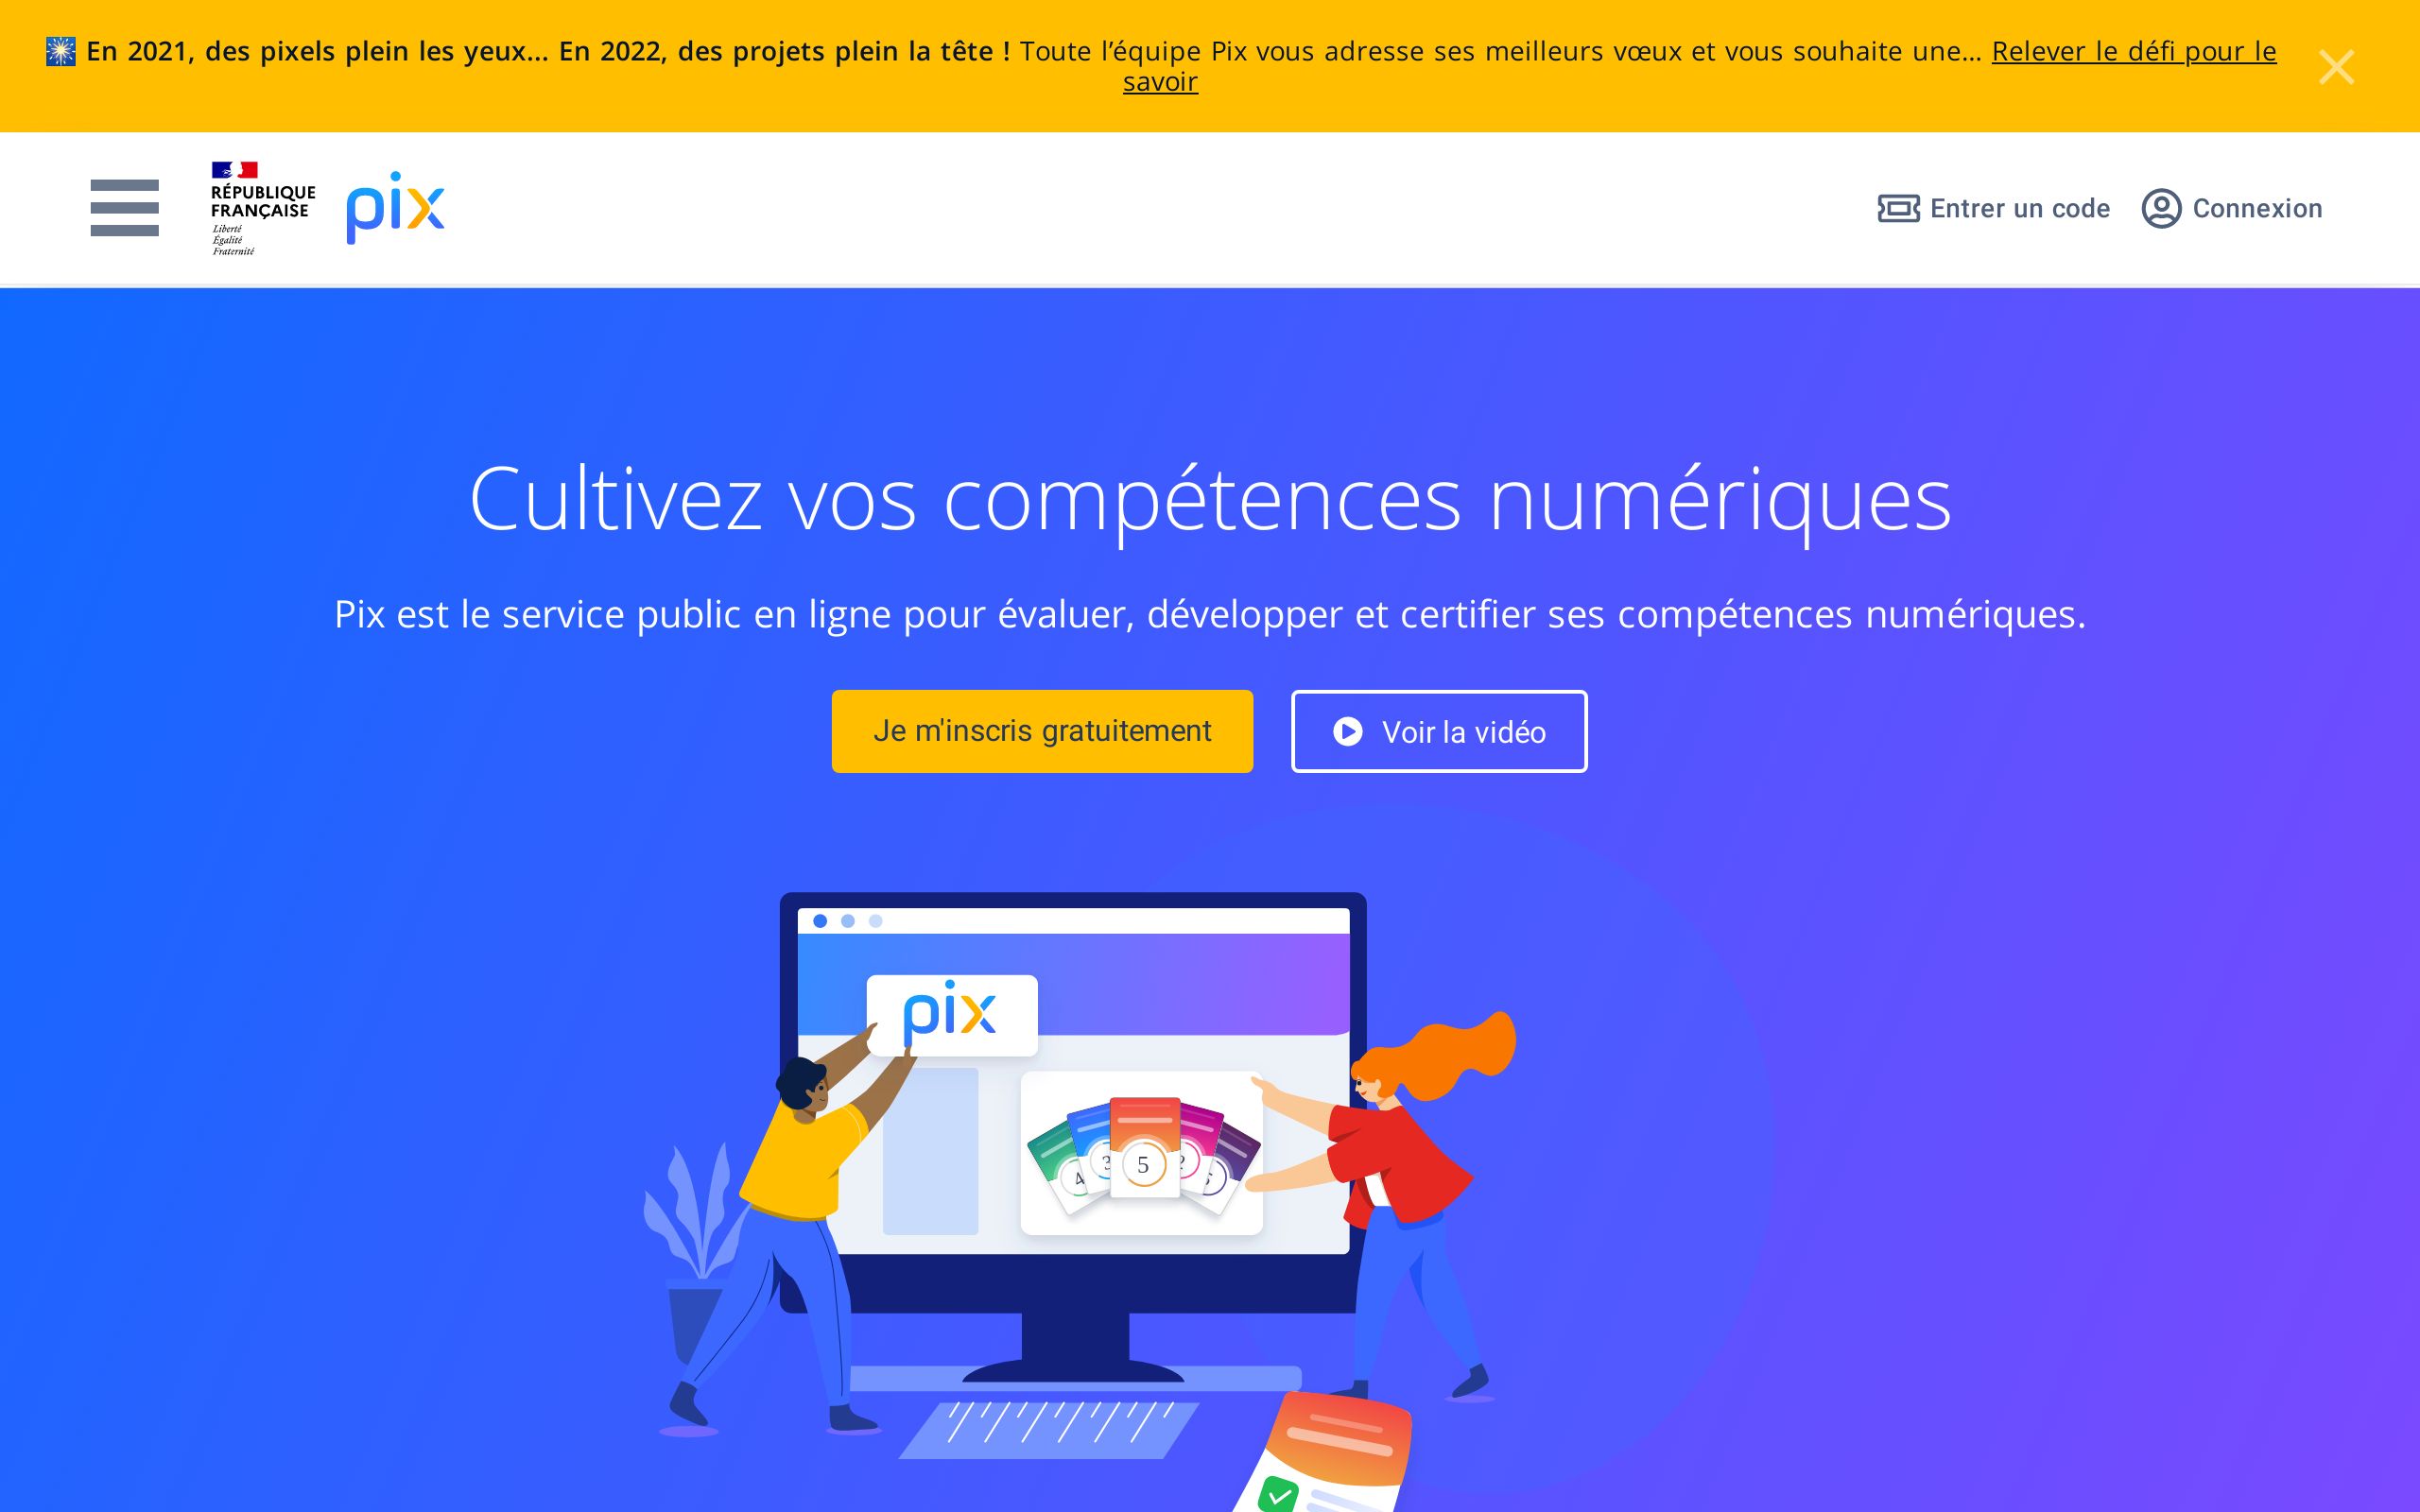 En 2021, des pixels plein les yeux... En 2022, des projets plein la tête ! Toute l’équipe Pix vous adresse ses meilleurs vœux et vous souhaite une... Relever le défi pour le
savoir
RÉPUBLIQUE
FRANÇAISE
Liberté
Égalité
Fraternité
pix
Entrer un code
Connexion
Cultivez vos compétences numériques
Pix est le service public en ligne pour évaluer, développer et certifier ses compétences numériques.
Je m'inscris gratuitement
Voir la vidéo
pix
4 3 5 2 5